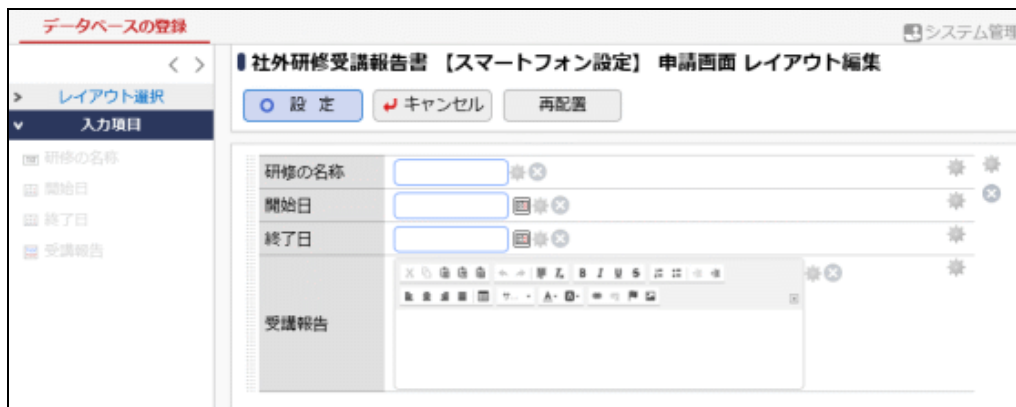 データベースの登録
システム管理
社外研修受講報告書 【スマートフォン設定】 申請画面 レイアウト編集
レイアウト選択
設 定
キャンセル
再配置
入力項目
研修の名称
開始日
終了日
受講報告
研修の名称
開始日
終了日
B I U S
A
受講報告